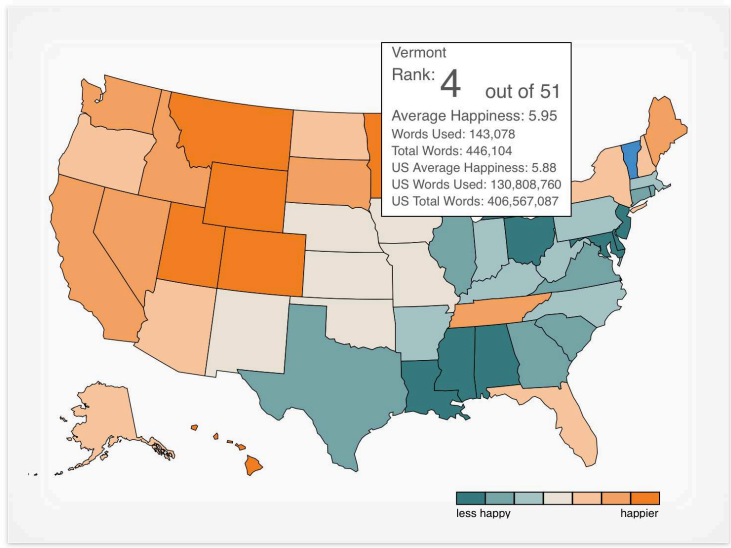 Vermont
Rank: 4 out of 51
Average Happiness: 5.95
Words Used: 143,078
Total Words: 446,104
US Average Happiness: 5.88
US Words Used: 130,808,760
US Total Words: 406,567,087
less happy happier